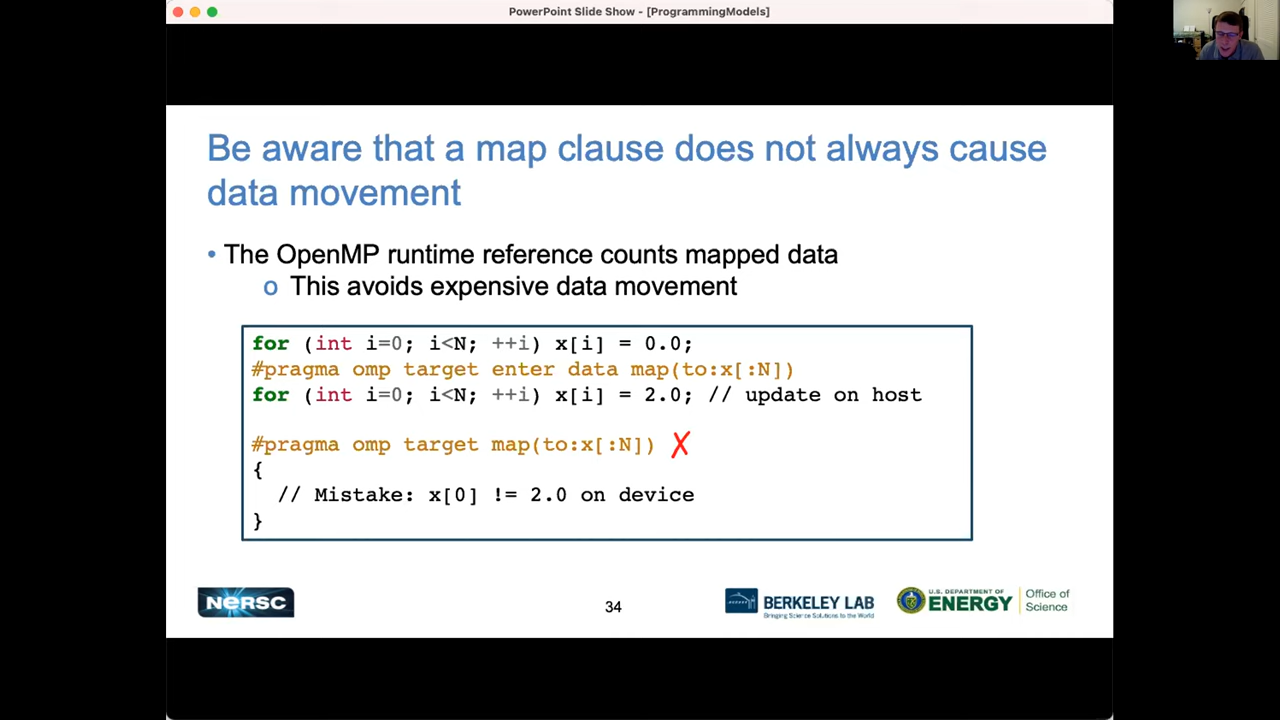 PowerPoint Slide Show - [ProgrammingModels]
Be aware that a map clause does not always cause
data movement
• The OpenMP runtime reference counts mapped data
o This avoids expensive data movement
for (int i=0; i<N; ++i) x[i] = 0.0;
#pragma omp target enter data map(to:x[:N])
for (int i=0; i<N; ++i) x[i] = 2.0; // update on host
#pragma omp target map(to:x[:N]) ✗
{
// Mistake: x[0] != 2.0 on device
}
NERSC
34
BERKELEY LAB
Bringing Science Solutions to the World
U.S. DEPARTMENT OF
ENERGY
Office of
Science